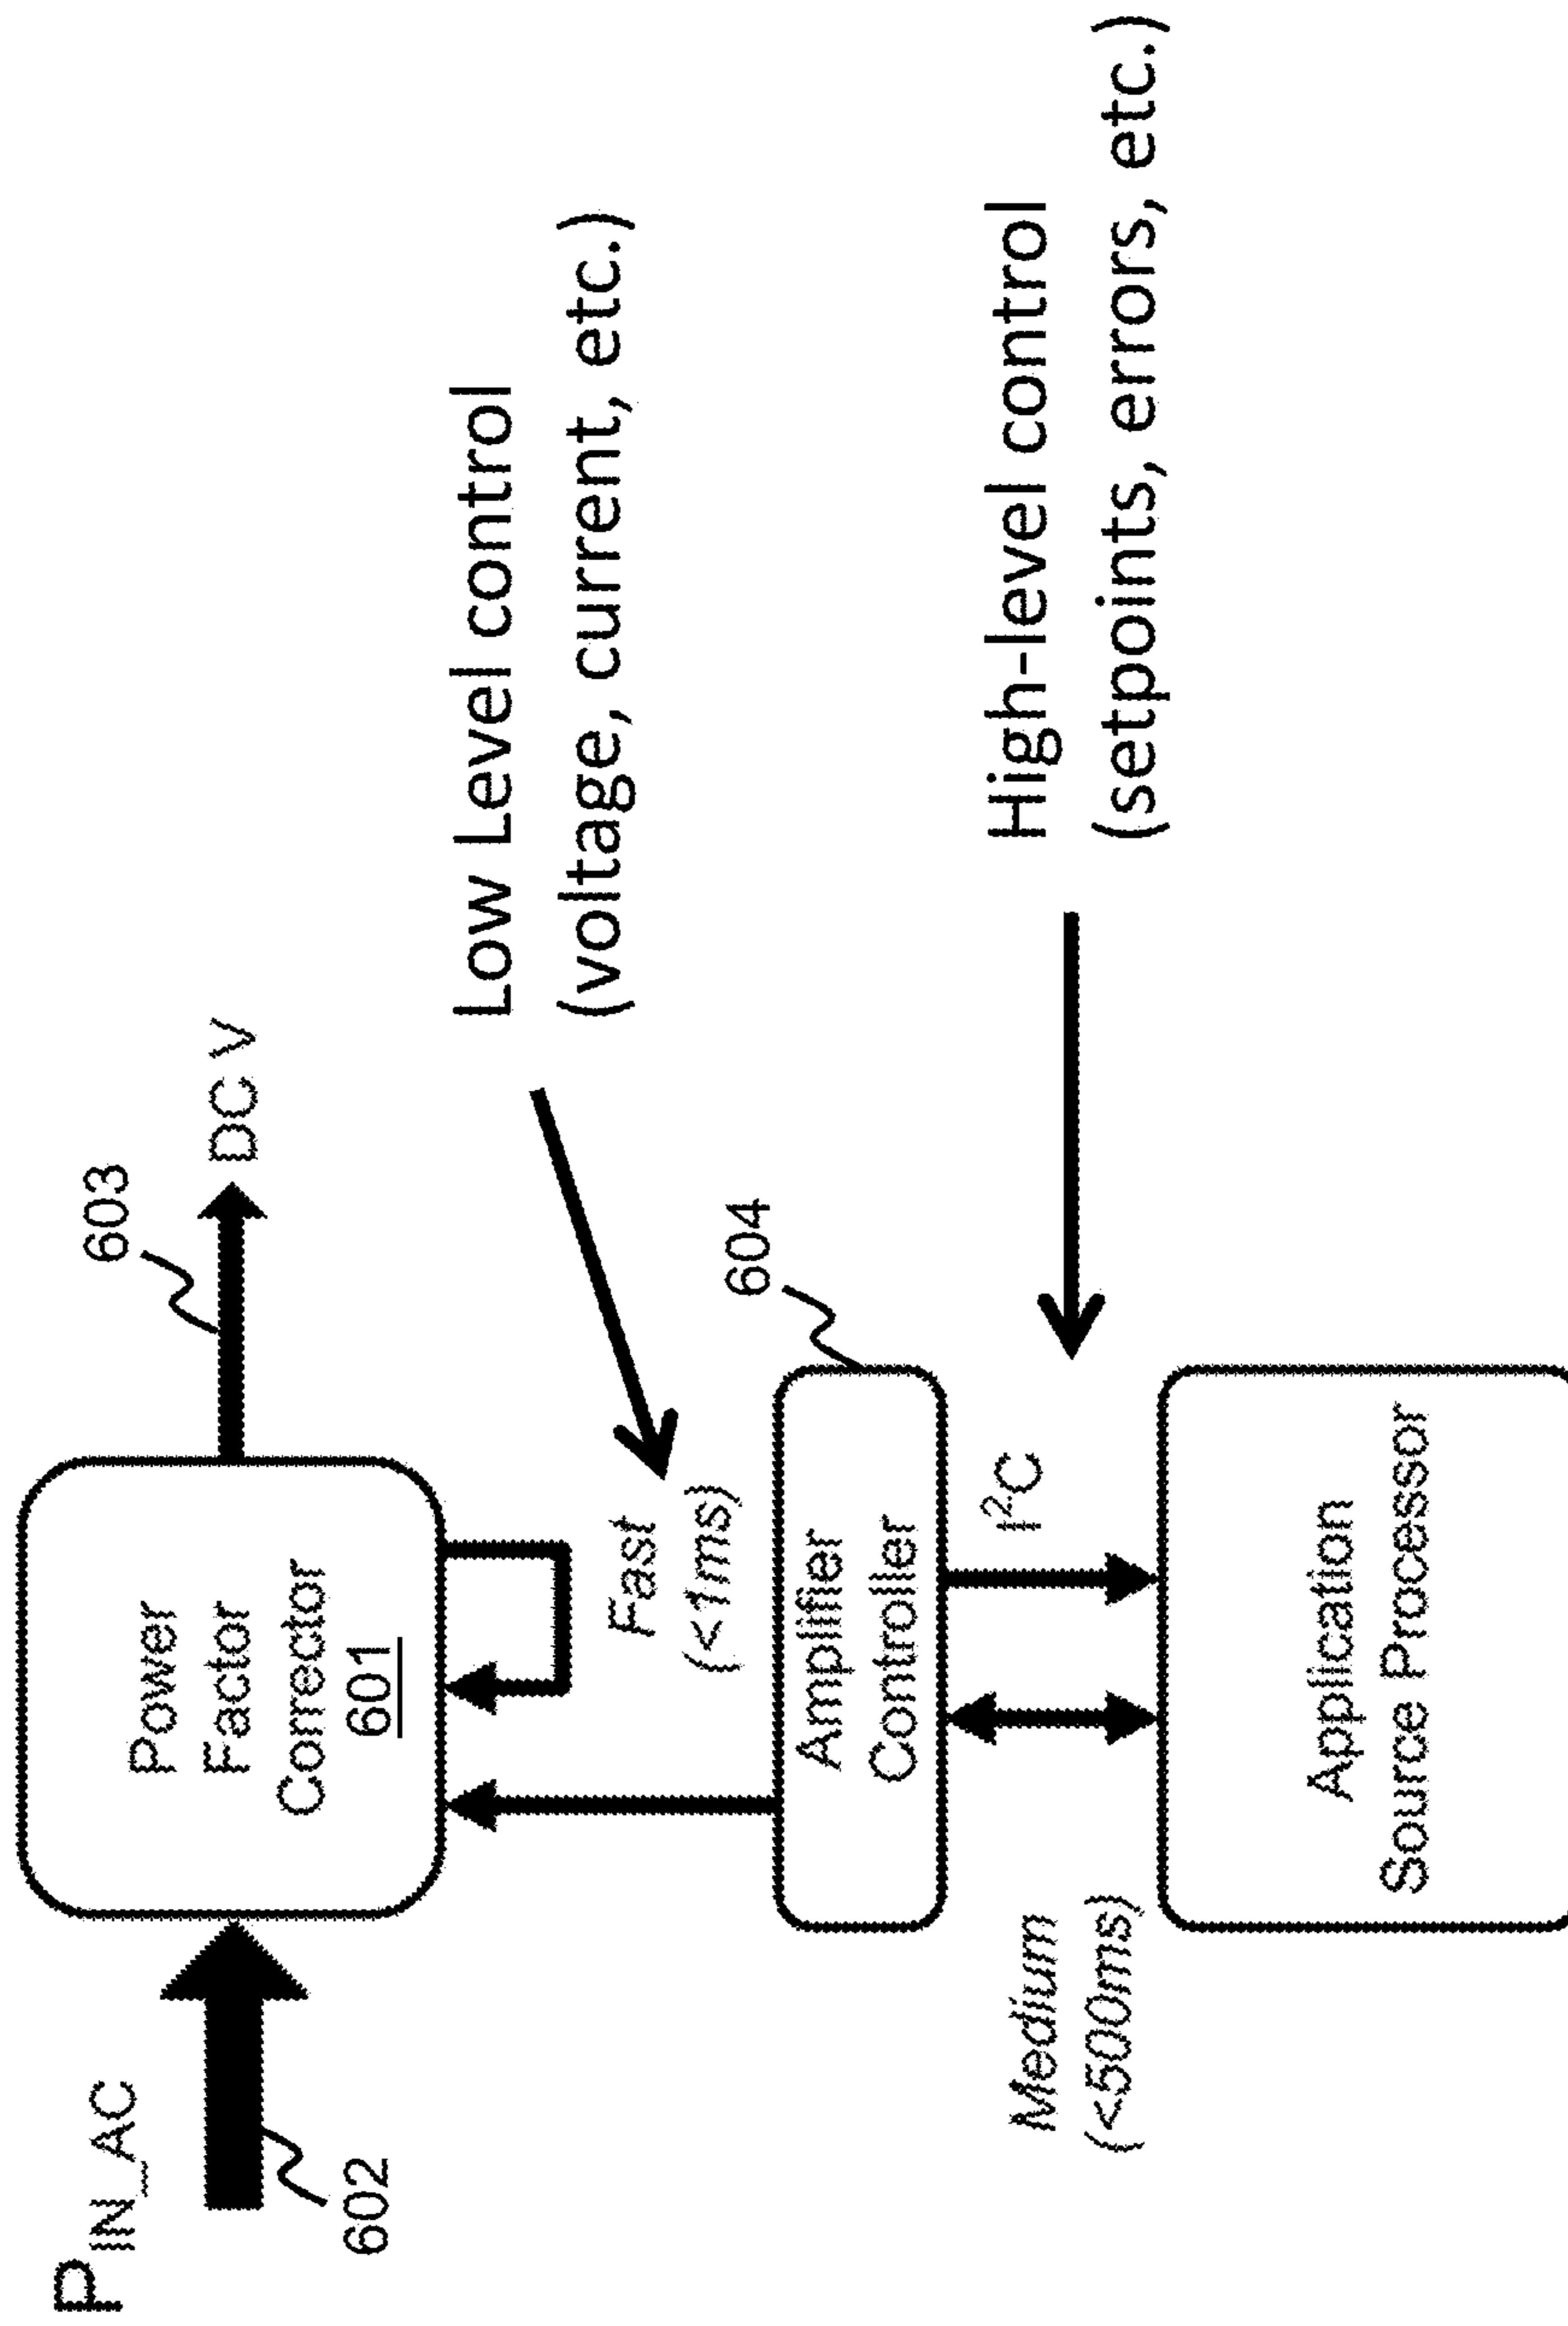 P_IN_AC
602
Power
Factor
Corrector
601
603
DC V
Low Level control
(voltage, current, etc.)
Fast
(<1ms)
604
Amplifier
Controller
I²C
High-level control
(setpoints, errors, etc.)
Medium
(<500ms)
Application
Source Processor